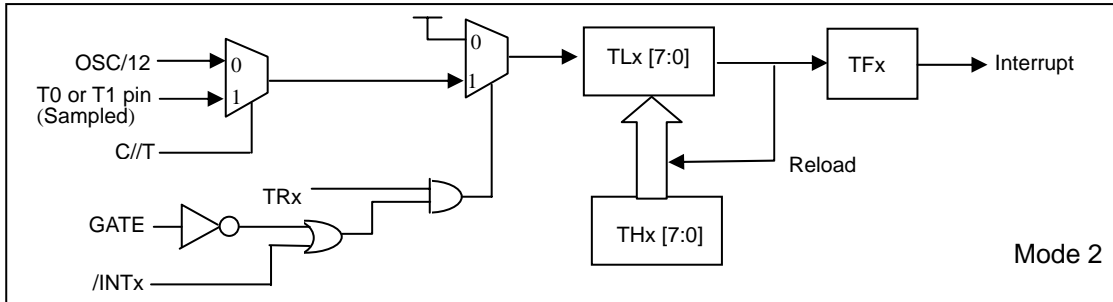 OSC/12
T0 or T1 pin
(Sampled)
C//T
0
1
0
1
TRx
GATE
/INTx
TLx [7:0]
TFx
Interrupt
Reload
THx [7:0]
Mode 2